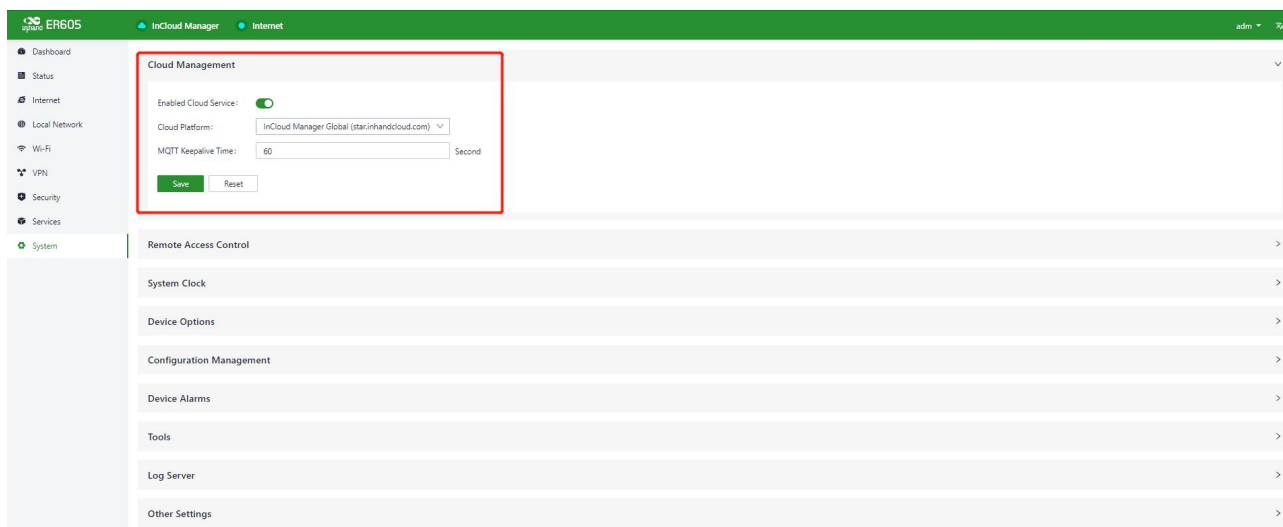 inhand ER605 InCloud Manager Internet adm
Dashboard
Status
Internet
Local Network
Wi-Fi
VPN
Security
Services
System
Cloud Management
Enabled Cloud Service:
Cloud Platform: InCloud Manager Global (star.inhandcloud.com)
MQTT Keepalive Time: 60 Second
Save Reset
Remote Access Control
System Clock
Device Options
Configuration Management
Device Alarms
Tools
Log Server
Other Settings